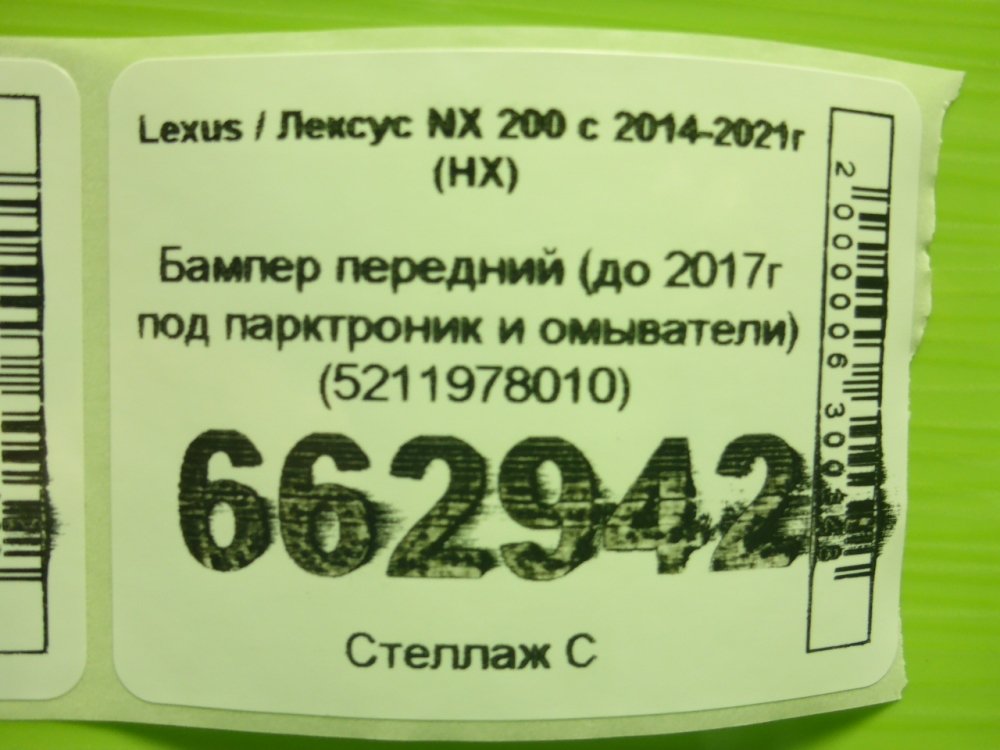 Lexus / Лексус NX 200 с 2014-2021г
(НХ)
Бампер передний (до 2017г
под парктроник и омыватели)
(5211978010)
662942
Стеллаж С